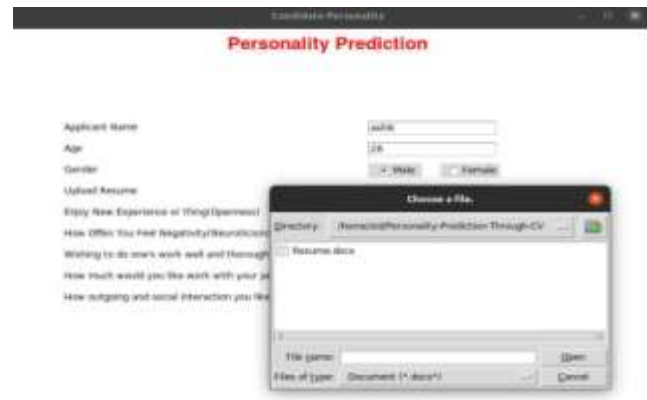 Candidate Personality
Personality Prediction
Applicant Name
Age
26
Gender
Male Female
Upload Resume
Choose a File.
Enjoy New Experience or Thing(Openness)
Directory: Personality-Prediction-Through-CV
How Offen You Feel Negativity(Neuroticism
Resume.docx
Wishing to do one's work well and thorough
How much would you like work with your pe
How outgoing and social interaction you like
File name: Open
Files of type: Document Cancel